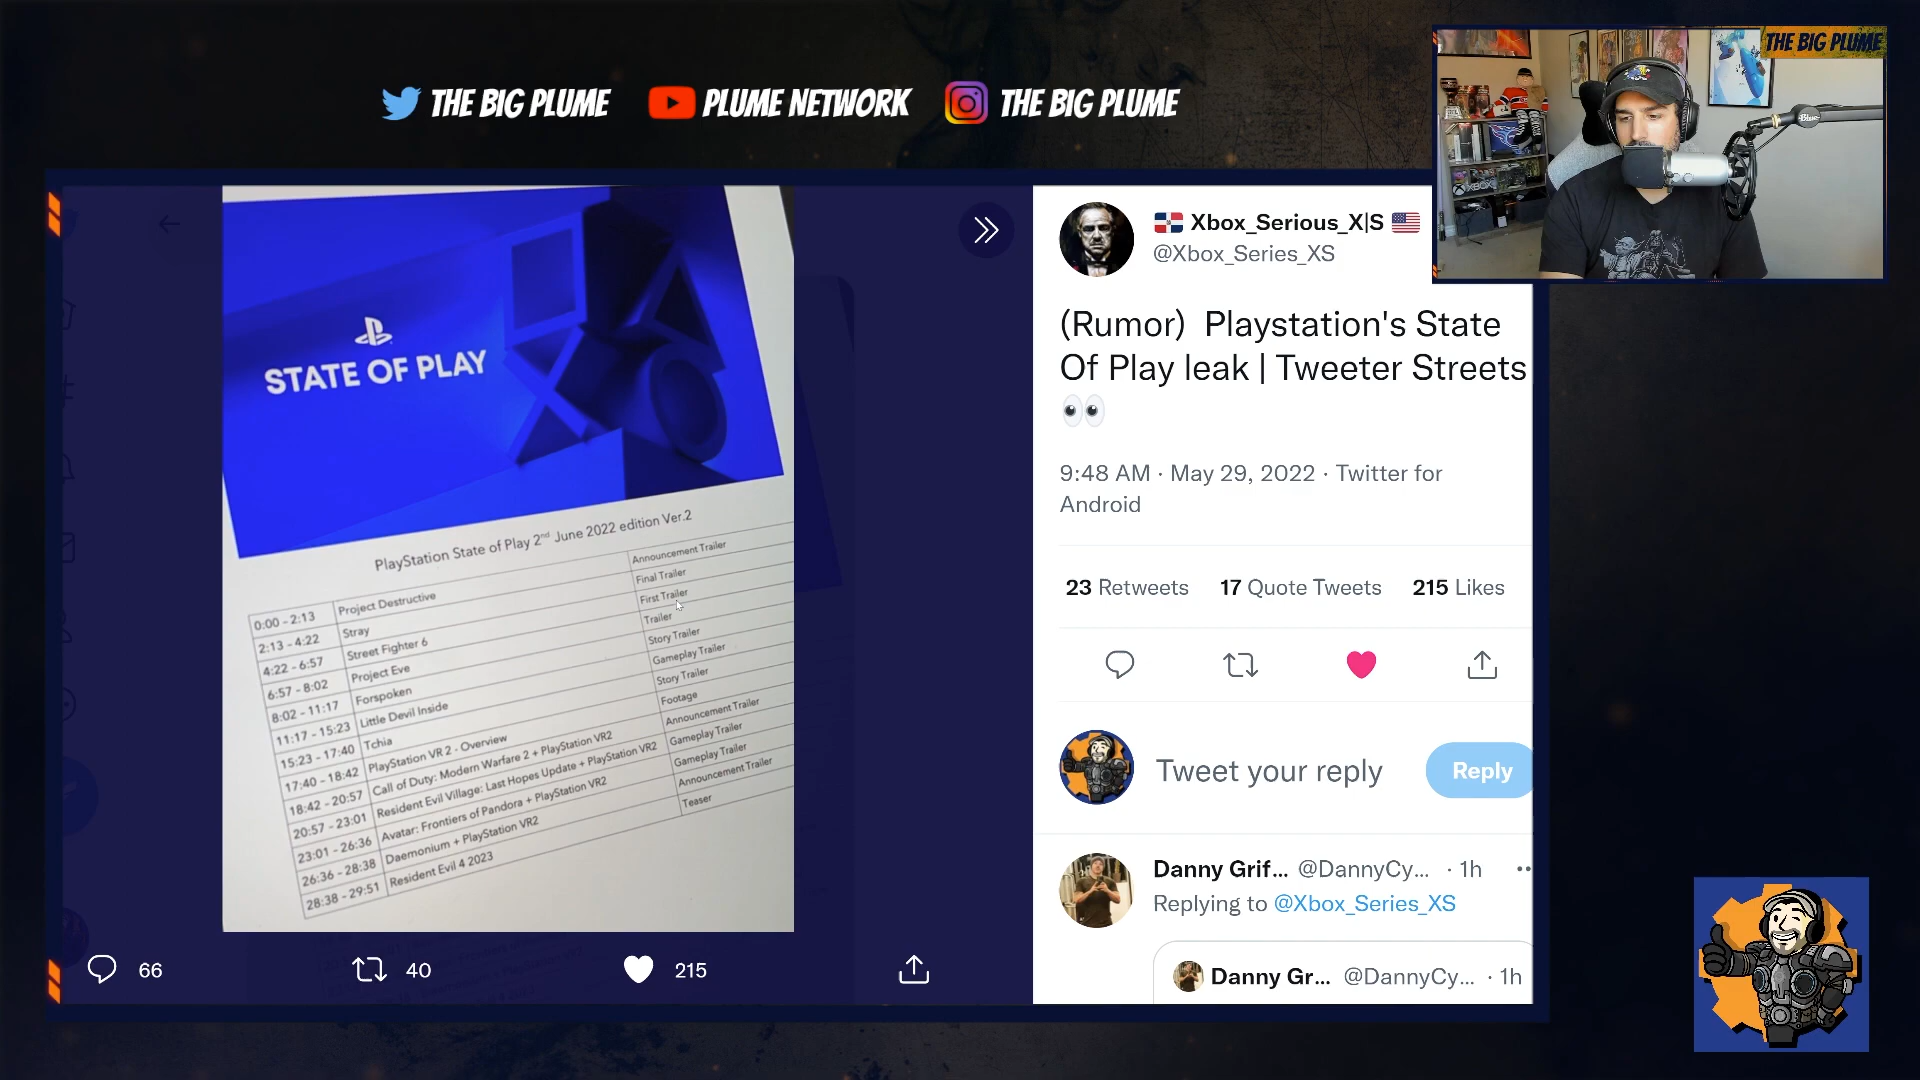 THE BIG PLUME
PLUME NETWORK
THE BIG PLUME
THE BIG PLUME
Blue
XBOX
STATE OF PLAY
PlayStation State of Play 2nd June 2022 edition Ver.2
0:00 - 2:13 Project Destructive Announcement Trailer
2:13 - 4:22 Stray Final Trailer
4:22 - 6:57 Street Fighter 6 First Trailer
6:57 - 8:02 Project Eve Trailer
8:02 - 11:17 Forspoken Story Trailer
11:17 - 15:23 Little Devil Inside Gameplay Trailer
15:23 - 17:40 Tchia Story Trailer
17:40 - 18:42 PlayStation VR 2 - Overview Footage
18:42 - 20:57 Call of Duty: Modern Warfare 2 + PlayStation VR2 Announcement Trailer
20:57 - 23:01 Resident Evil Village: Last Hopes Update + PlayStation VR2 Gameplay Trailer
23:01 - 26:36 Avatar: Frontiers of Pandora + PlayStation VR2 Gameplay Trailer
26:36 - 28:38 Daemonium + PlayStation VR2 Announcement Trailer
28:38 - 29:51 Resident Evil 4 2023 Teaser
66 40 215
Xbox_Serious_X|S
@Xbox_Series_XS
(Rumor) Playstation's State
Of Play leak | Tweeter Streets
👀
9:48 AM · May 29, 2022 · Twitter for
Android
23 Retweets 17 Quote Tweets 215 Likes
Tweet your reply
Reply
Danny Grif... @DannyCy... · 1h
Replying to @Xbox_Series_XS
Danny Gr... @DannyCy... · 1h